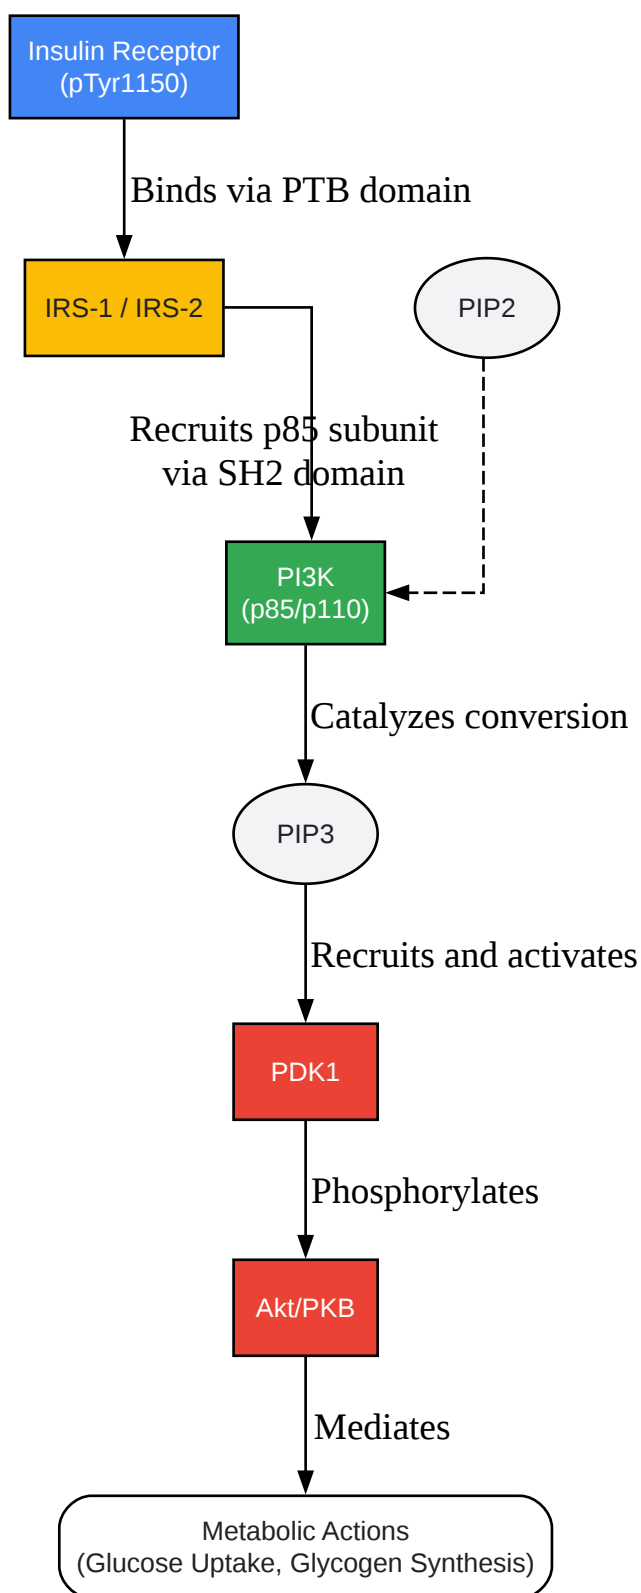 Insulin Receptor
(pTyr1150)
Binds via PTB domain
IRS-1 / IRS-2
PIP2
Recruits p85 subunit
via SH2 domain
PI3K
(p85/p110)
Catalyzes conversion
PIP3
Recruits and activates
PDK1
Phosphorylates
Akt/PKB
Mediates
Metabolic Actions
(Glucose Uptake, Glycogen Synthesis)